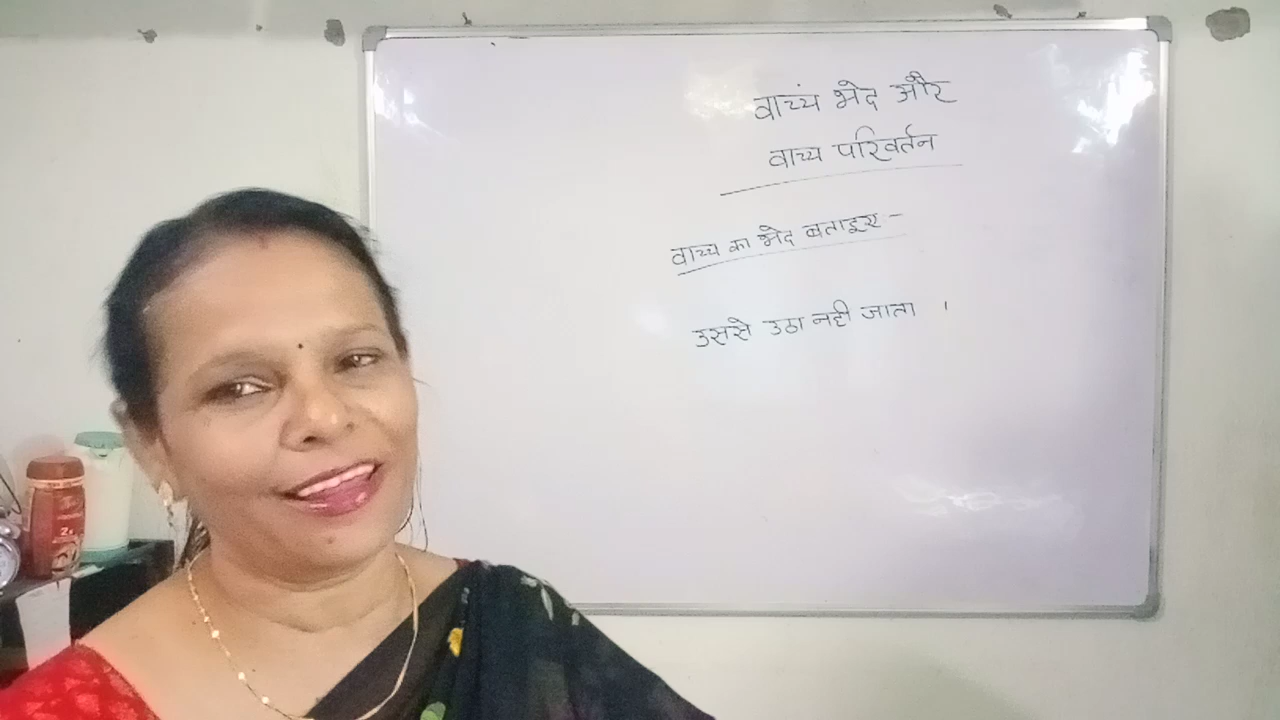 वाच्यं भेद और
वाच्य परिवर्तन
वाच्य का भेद बताइए -
उससे उठा नही जाता ।